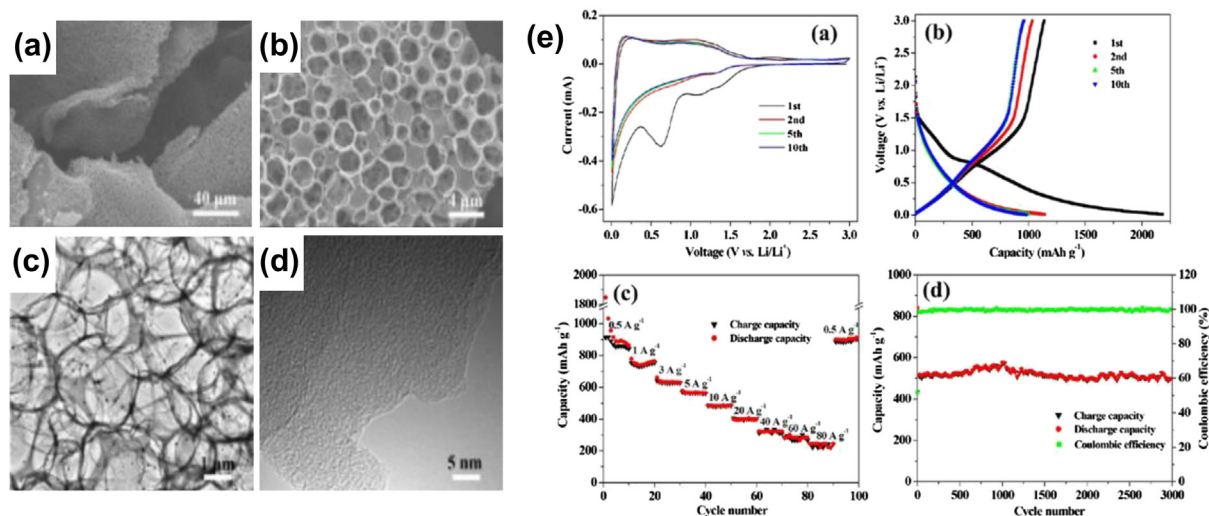 (a)
40 μm
(b)
4 μm
(c)
1 μm
(d)
5 nm
(e)
(a)
0.2
0.0
-0.2
-0.4
-0.6
Current (mA)
1st
2nd
5th
10th
0.0 0.5 1.0 1.5 2.0 2.5 3.0
Voltage (V vs. Li/Li⁺)
(b)
3.0
2.5
2.0
1.5
1.0
0.5
0.0
Voltage (V vs. Li/Li⁺)
1st
2nd
5th
10th
0 500 1000 1500 2000
Capacity (mAh g⁻¹)
(c)
2000
1800
1000
800
600
400
200
0
Capacity (mAh g⁻¹)
Charge capacity
Discharge capacity
0.5 A g⁻¹
1 A g⁻¹
3 A g⁻¹
5 A g⁻¹
10 A g⁻¹
20 A g⁻¹
40 A g⁻¹
60 A g⁻¹
80 A g⁻¹
0.5 A g⁻¹
0 20 40 60 80 100
Cycle number
(d)
1000
800
600
400
200
0
Capacity (mAh g⁻¹)
120
100
80
60
40
20
0
Coulombic efficiency (%)
Charge capacity
Discharge capacity
Coulombic efficiency
0 500 1000 1500 2000 2500 3000
Cycle number